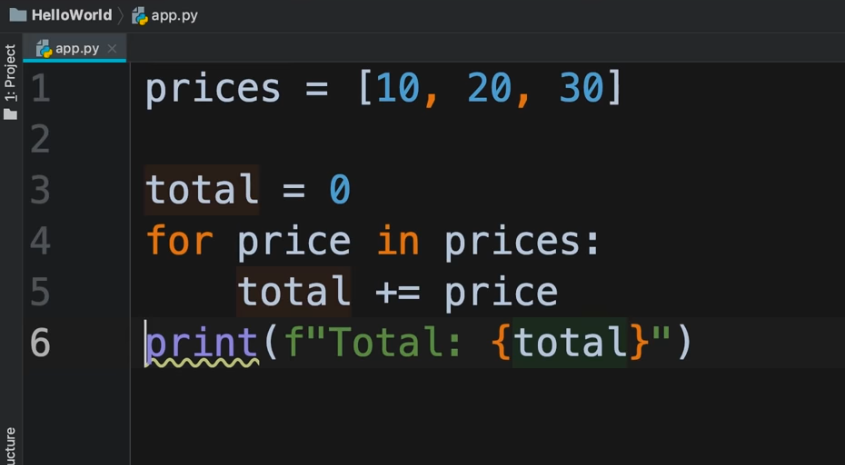 HelloWorld > app.py
app.py ×
1: Project
1 prices = [10, 20, 30]
2
3 total = 0
4 for price in prices:
5     total += price
6 print(f"Total: {total}")
ucture